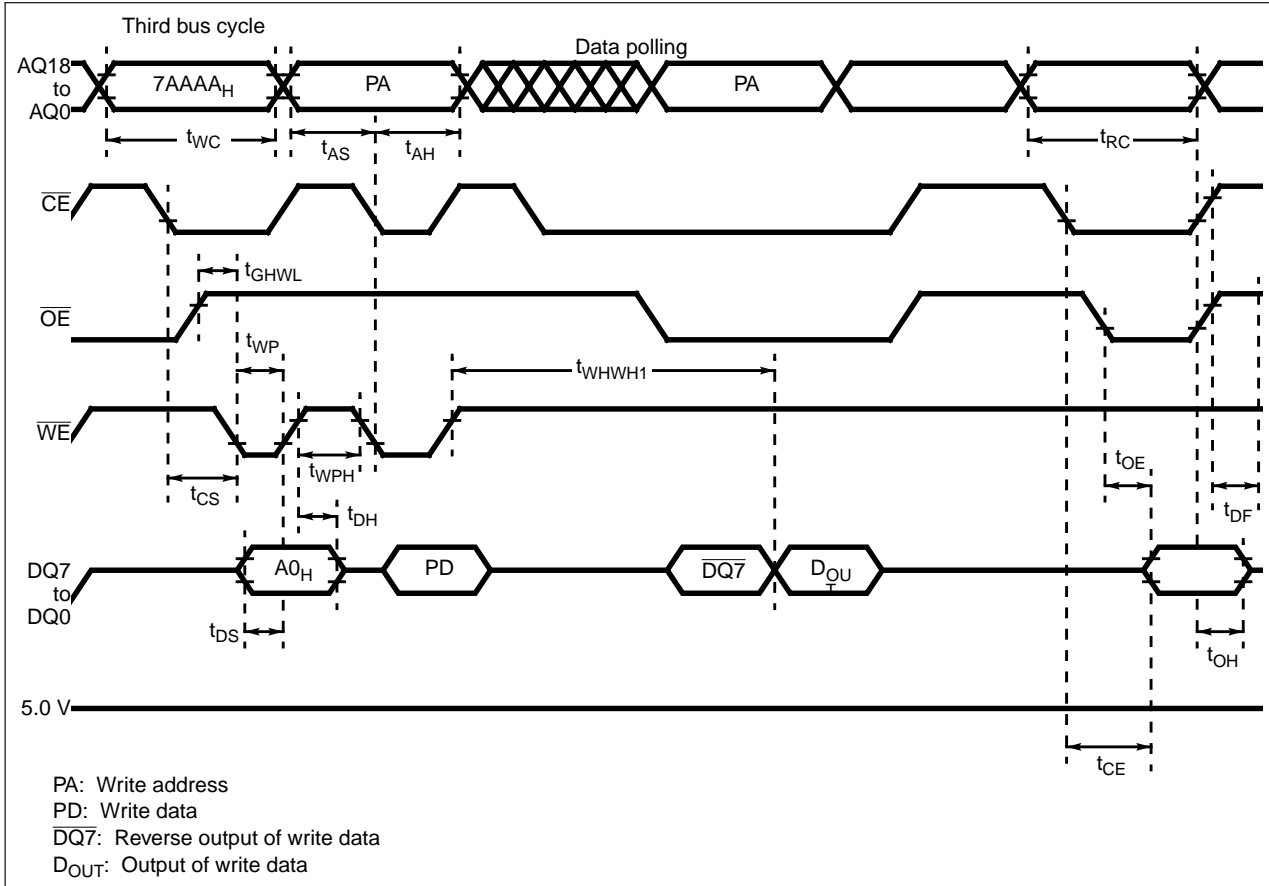 Third bus cycle
Data polling
AQ18
to
AQ0
7AAAAH
PA
PA
tWC
tAS
tAH
tRC
CE
tGHWL
OE
tWP
tWHWH1
WE
tWPH
tOE
tCS
tDH
tDF
DQ7
to
DQ0
A0H
PD
DQ7
DOU
T
tDS
tOH
5.0 V
tCE
PA: Write address
PD: Write data
DQ7: Reverse output of write data
DOUT: Output of write data